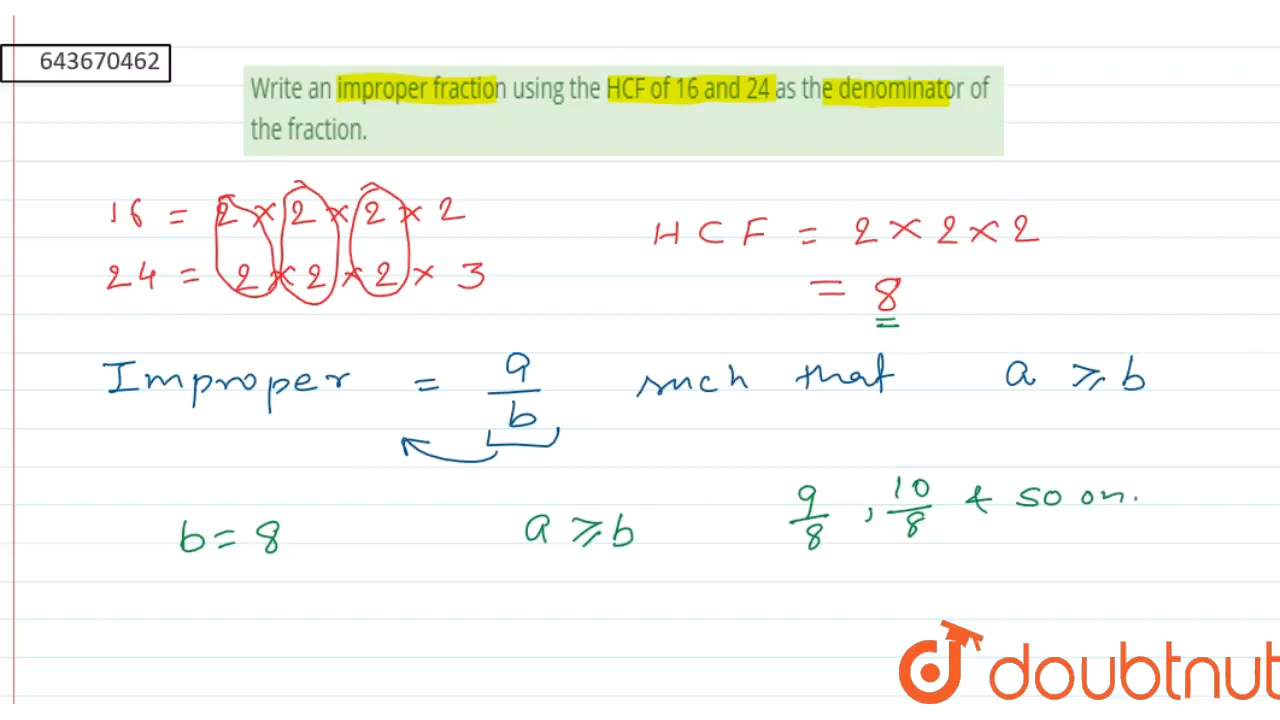 643670462
Write an improper fraction using the HCF of 16 and 24 as the denominator of
the fraction.
16 = 2 × 2 × 2 × 2
24 = 2 × 2 × 2 × 3
HCF = 2 × 2 × 2
= 8
Improper = a/b such that a ⩾ b
b = 8 a ⩾ b 9/8 , 10/8 & so on.
doubtnut